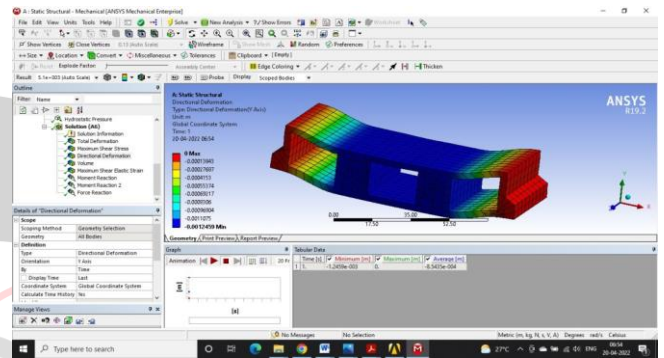 A : Static Structural - Mechanical [ANSYS Mechanical Enterprise]
File Edit View Units Tools Help
Solve New Analysis ?/ Show Errors
Show Vertices Close Vertices Wireframe Random Preferences
Size Location Convert Miscellaneous Tolerances Clipboard [Empty]
Explode Factor: Assembly Center Edge Coloring Thicken
Result Probe Display Scoped Bodies
Outline
Filter: Name
Hydrostatic Pressure
Solution (A6)
Solution Information
Total Deformation
Maximum Shear Stress
Directional Deformation
Volume
Maximum Shear Elastic Strain
Moment Reaction
Moment Reaction 2
Force Reaction
Details of "Directional Deformation"
Scope
Scoping Method Geometry Selection
Geometry All Bodies
Definition
Type Directional Deformation
Orientation Y Axis
By Time
Display Time Last
Coordinate System Global Coordinate System
Calculate Time History Yes
Manage Views
A: Static Structural
Directional Deformation
Type: Directional Deformation(Y Axis)
Unit: m
Global Coordinate System
Time: 1
20-04-2022 06:54
0 Max
-0.00013843
-0.00027687
-0.0004153
-0.00055374
-0.00069217
-0.0008306
-0.00096904
-0.0011075
-0.0012459 Min
ANSYS
R19.2
0.00 35.00
17.50 52.50
Geometry Print Preview Report Preview
Graph
Animation
[m]
[s]
Tabular Data
Time [s] Minimum [m] Maximum [m] Average [m]
1 1. -1.2459e-003 0. -8.5435e-004
No Messages No Selection Metric (m, kg, N, s, V, A) Degrees rad/s Celsius
Type here to search
27°C ENG 06:54
20-04-2022